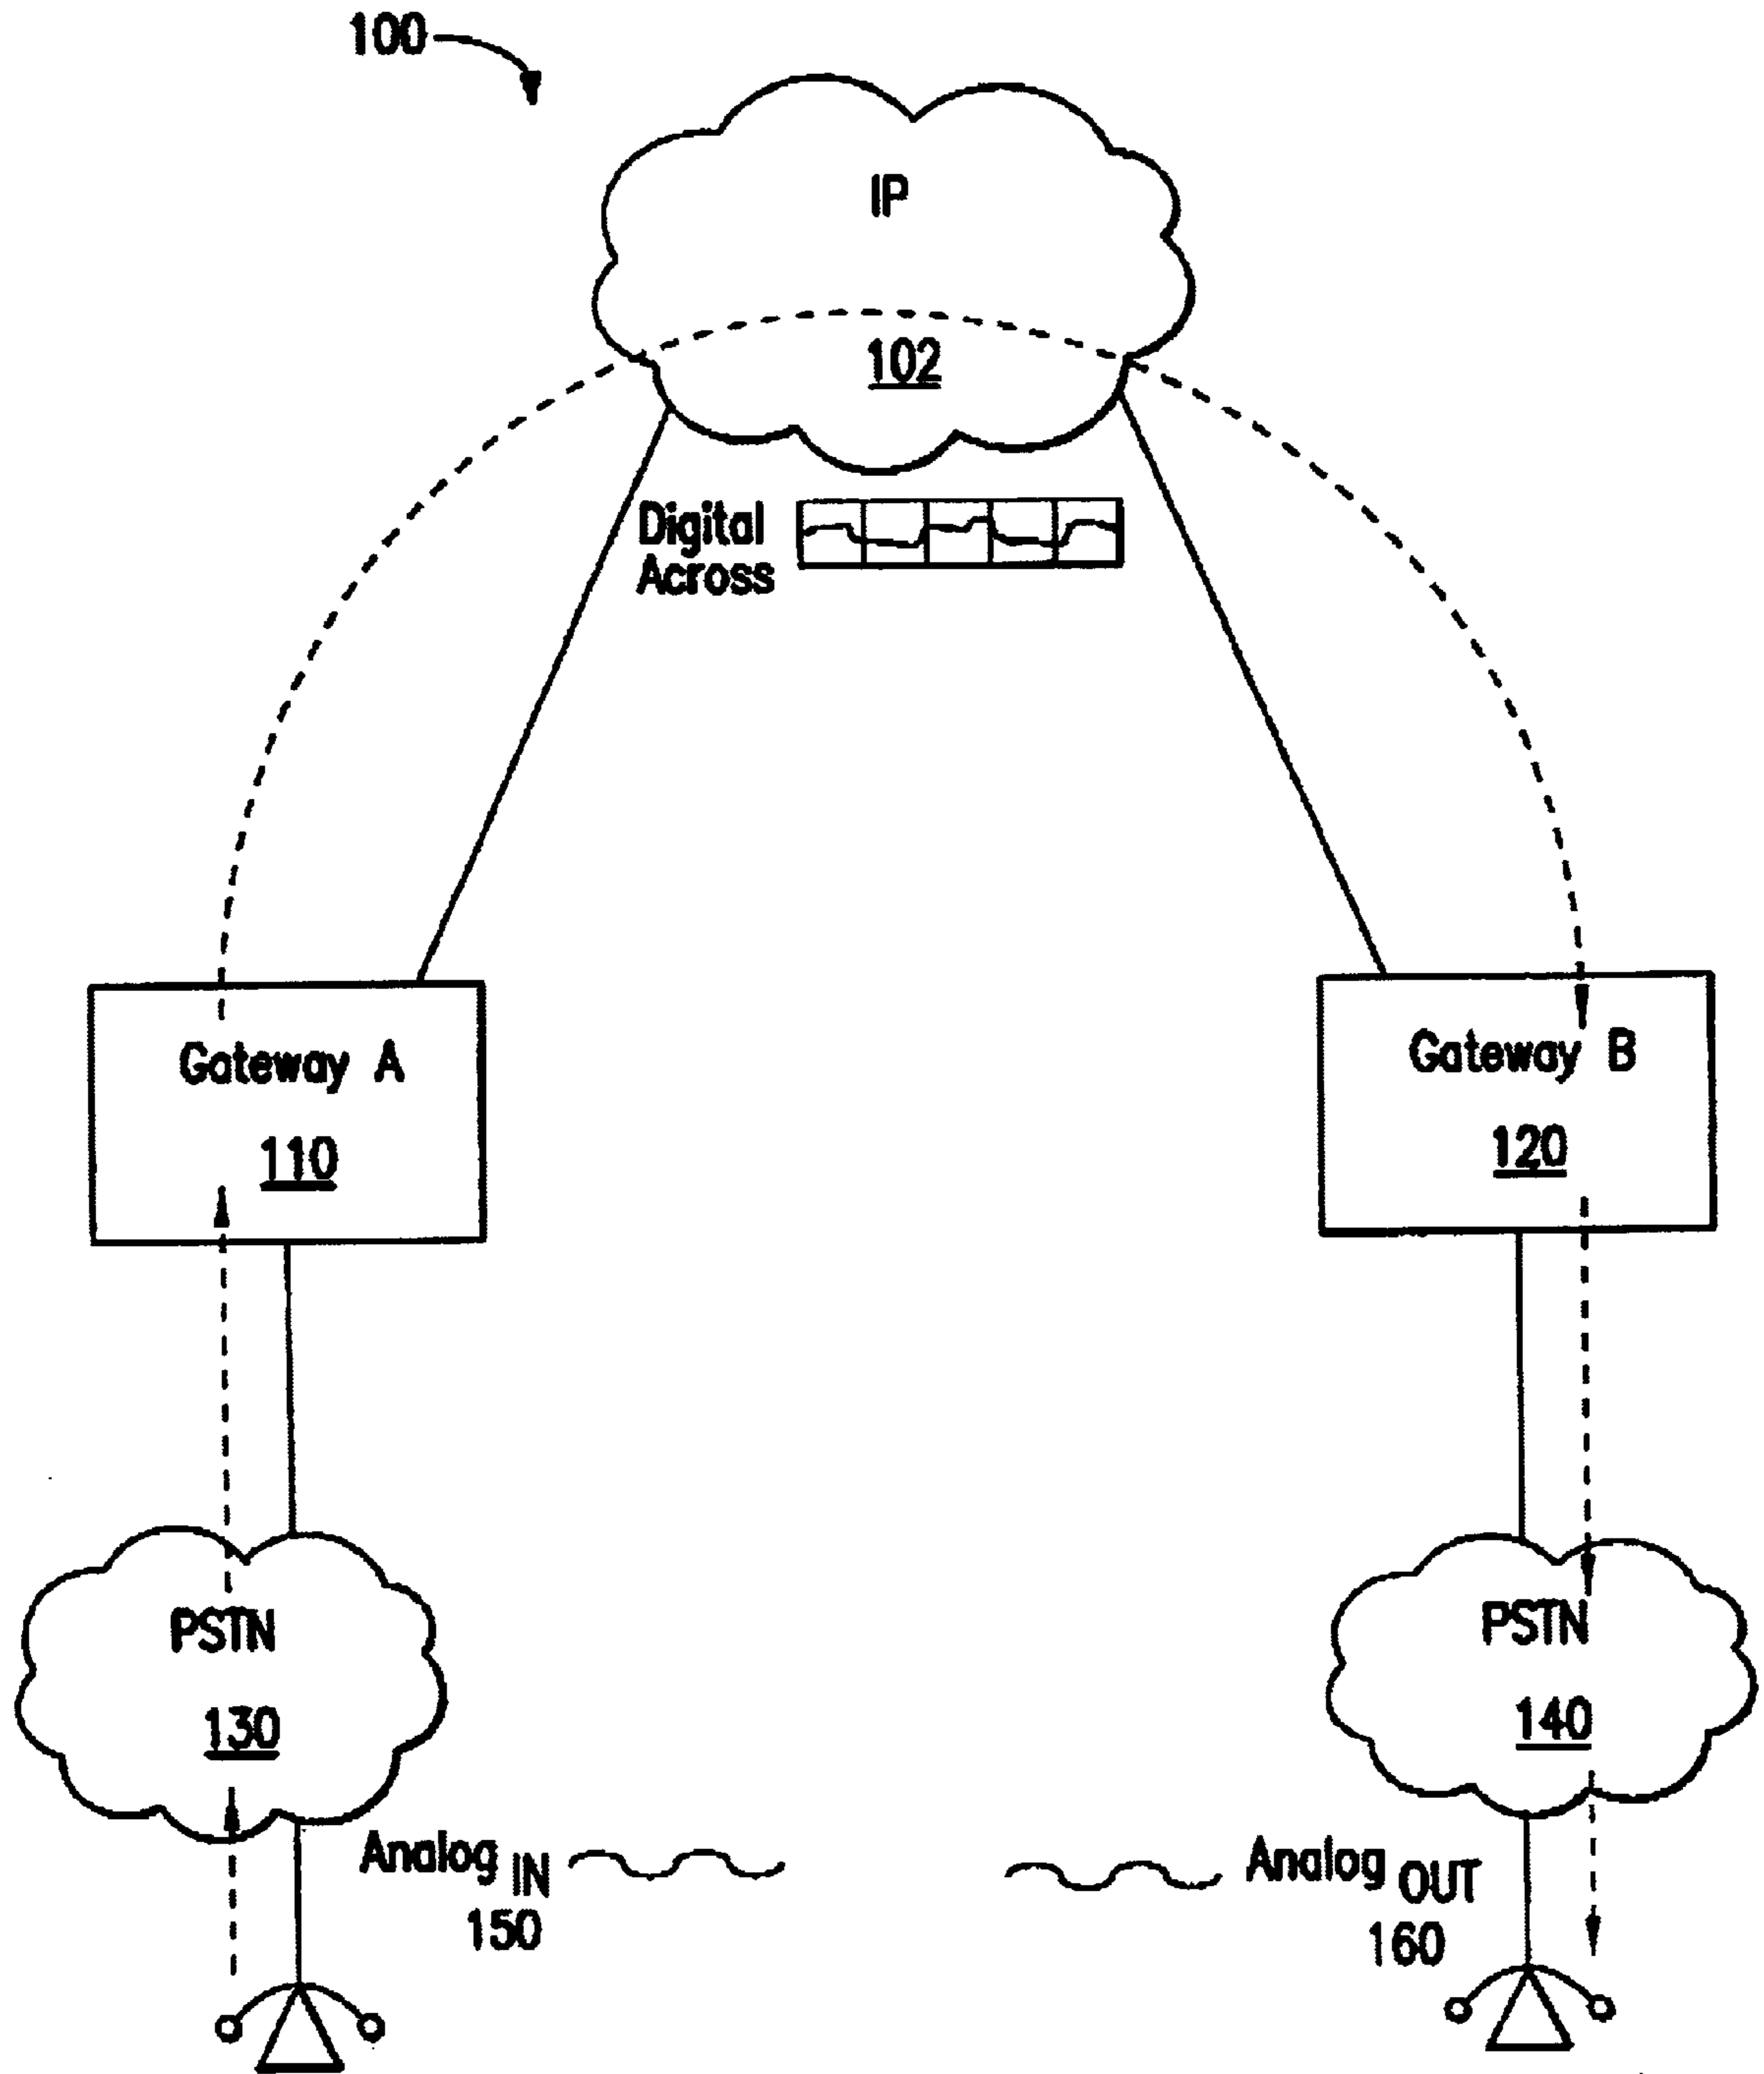 100
IP
102
Digital
Across
Gateway A
110
Gateway B
120
PSTN
130
PSTN
140
Analog IN
150
Analog OUT
160